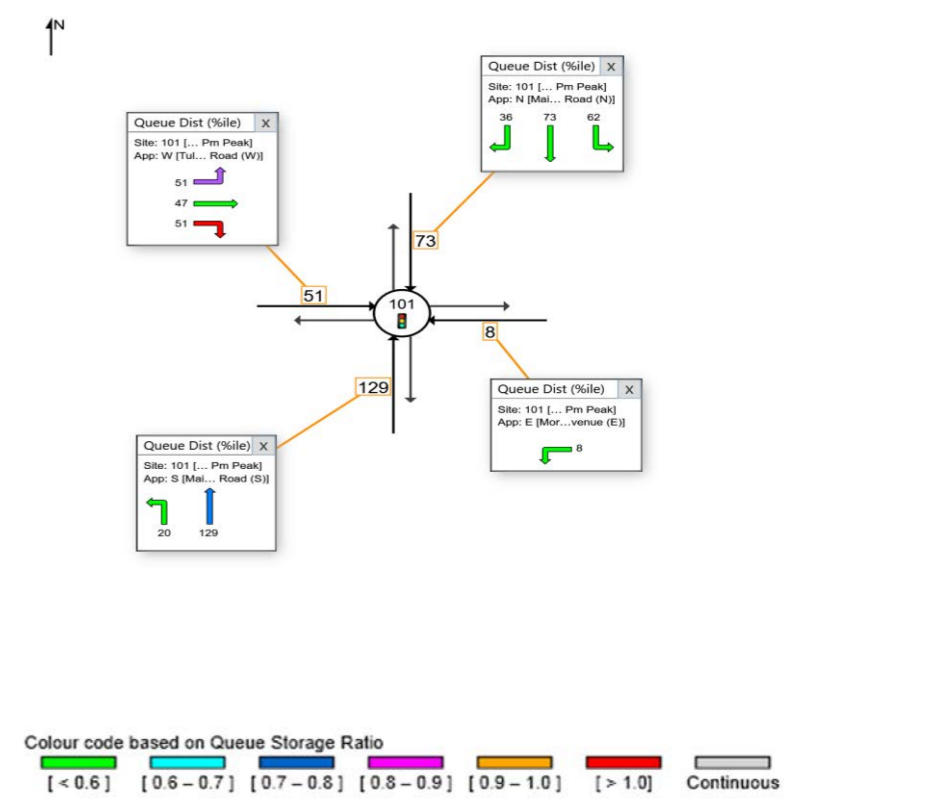 N
Queue Dist (%ile) X
Site: 101 [... Pm Peak]
App: N [Mai... Road (N)]
36 73 62
Queue Dist (%ile) X
Site: 101 [... Pm Peak]
App: W [Tul... Road (W)]
51
47
51
73
51
101
8
129
Queue Dist (%ile) X
Site: 101 [... Pm Peak]
App: E [Mor...venue (E)]
8
Queue Dist (%ile) X
Site: 101 [... Pm Peak]
App: S [Mai... Road (S)]
20 129
Colour code based on Queue Storage Ratio
[ < 0.6 ] [ 0.6 – 0.7 ] [ 0.7 – 0.8 ] [ 0.8 – 0.9 ] [ 0.9 – 1.0 ] [ > 1.0] Continuous